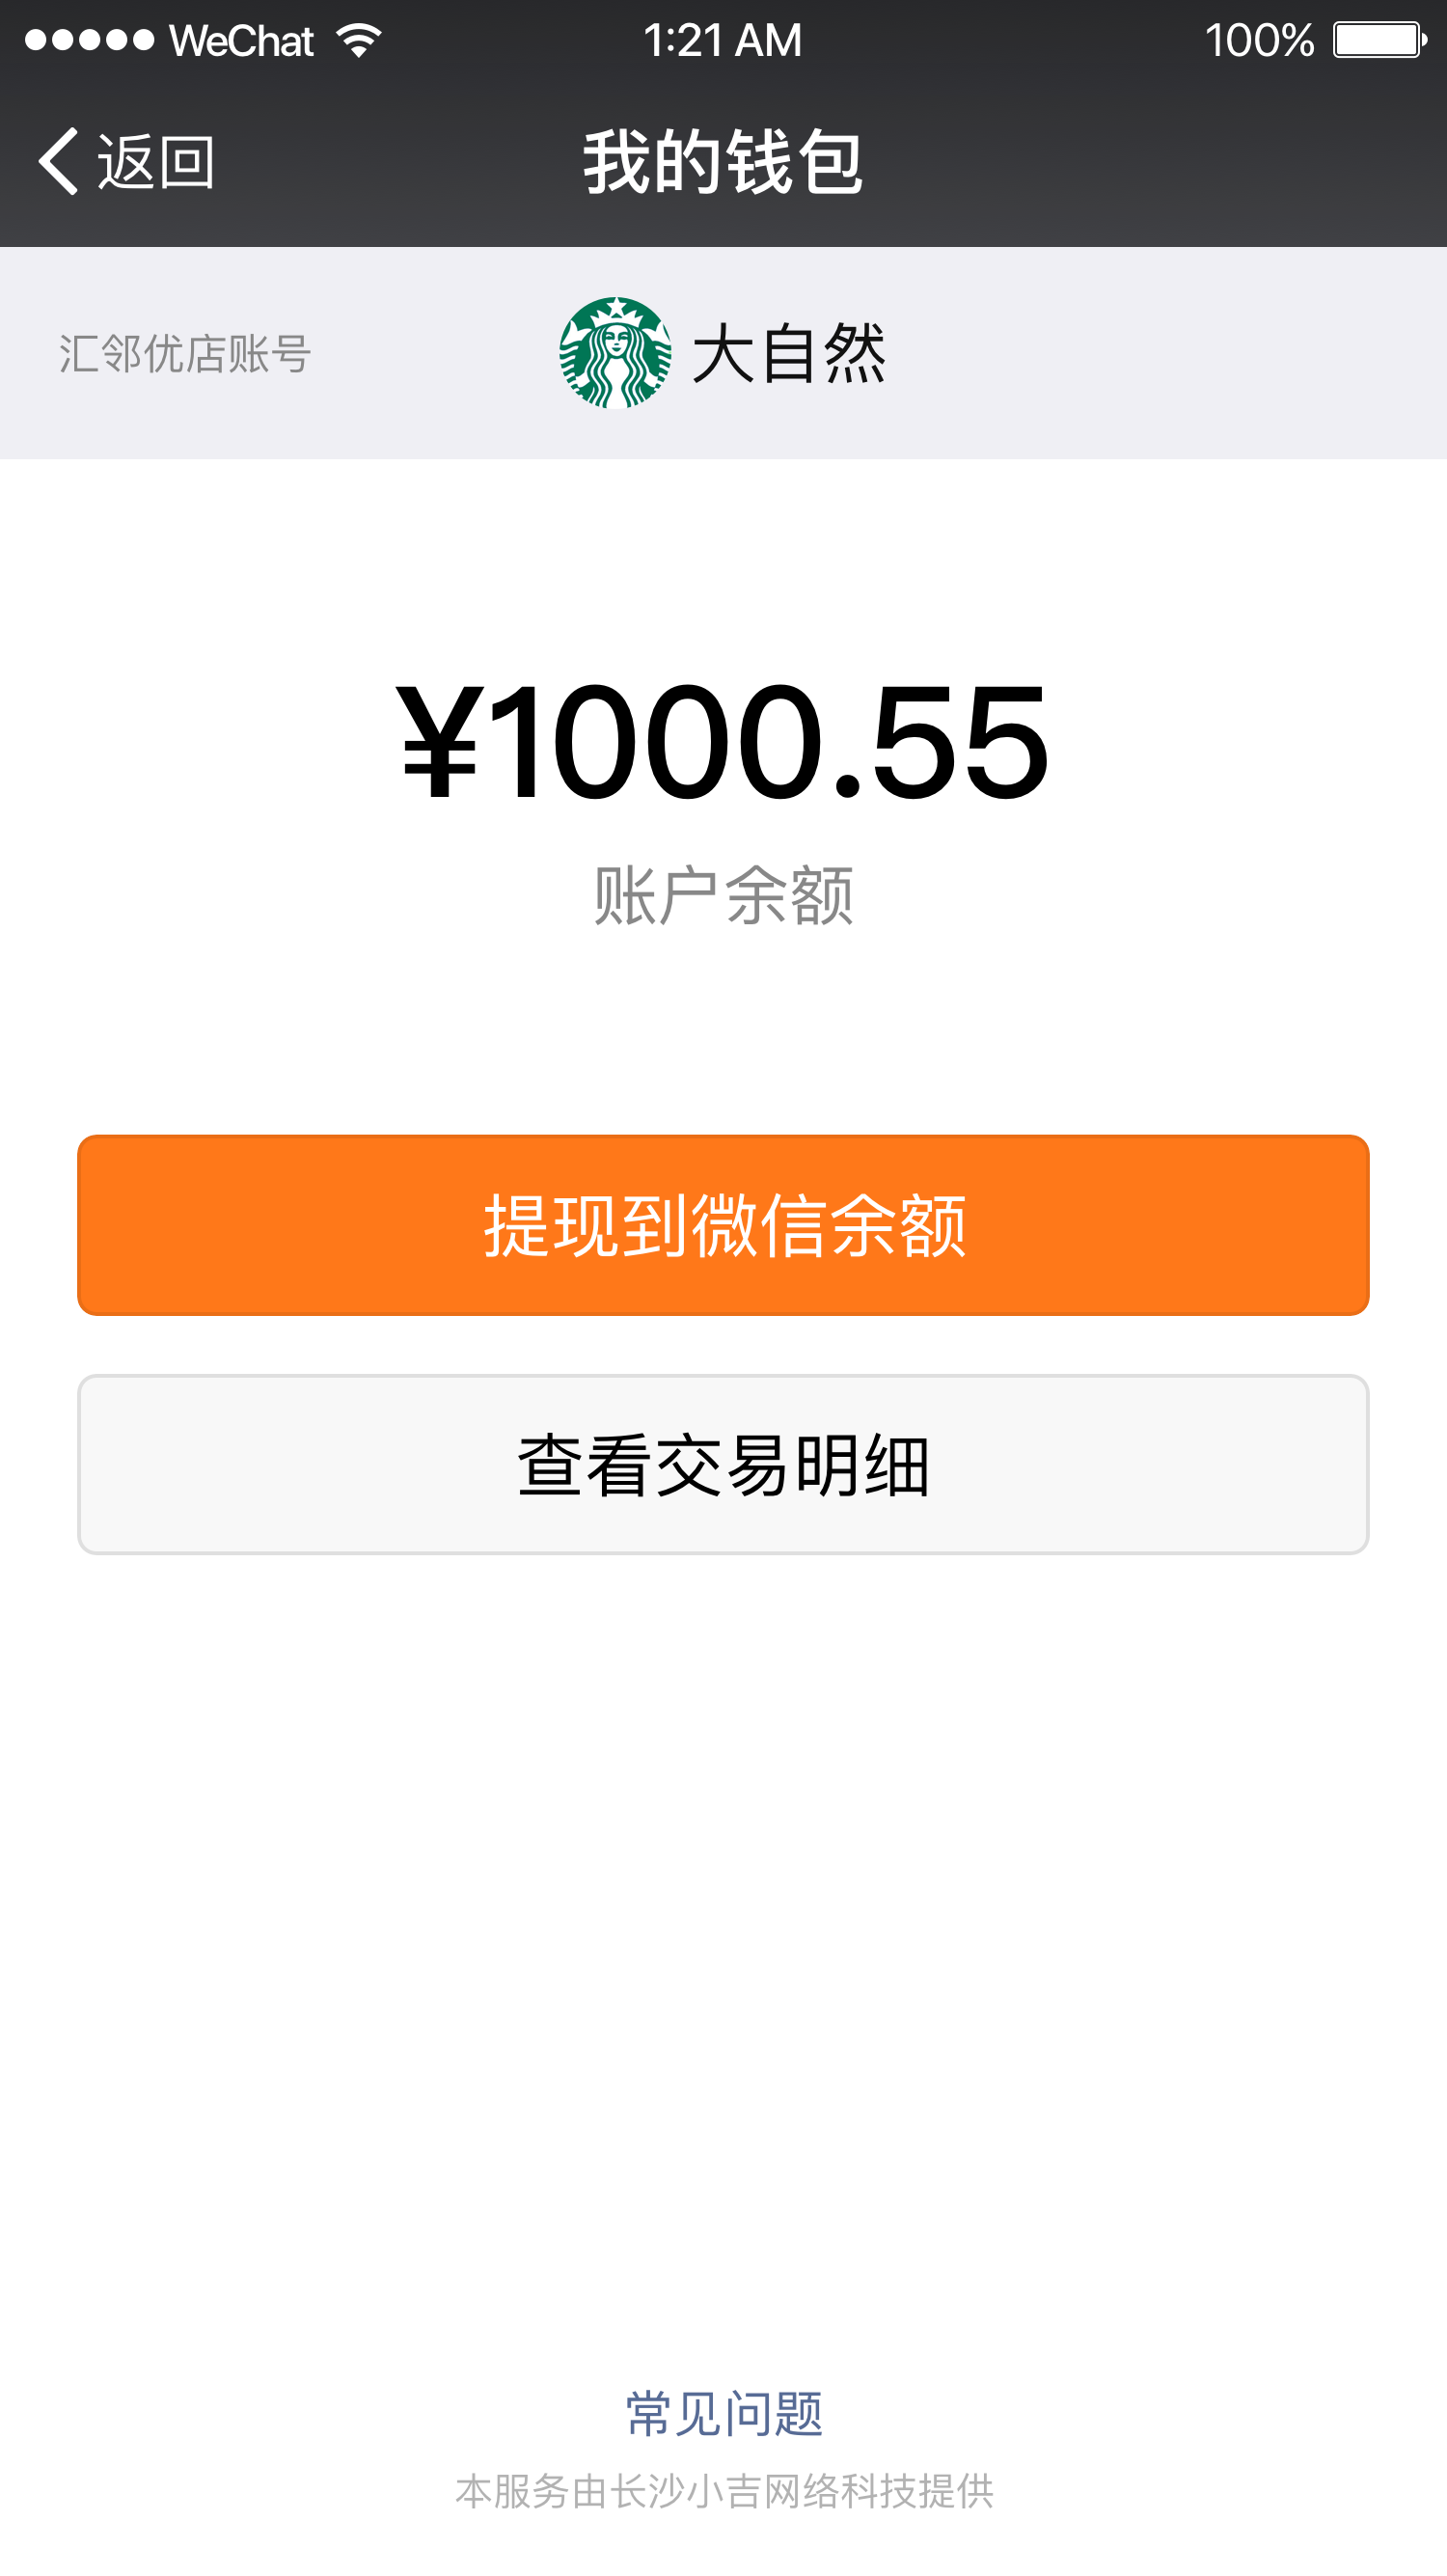 WeChat 1:21 AM 100%
返回 我的钱包
汇邻优店账号 大自然
¥1000.55
账户余额
提现到微信余额
查看交易明细
常见问题
本服务由长沙小吉网络科技提供